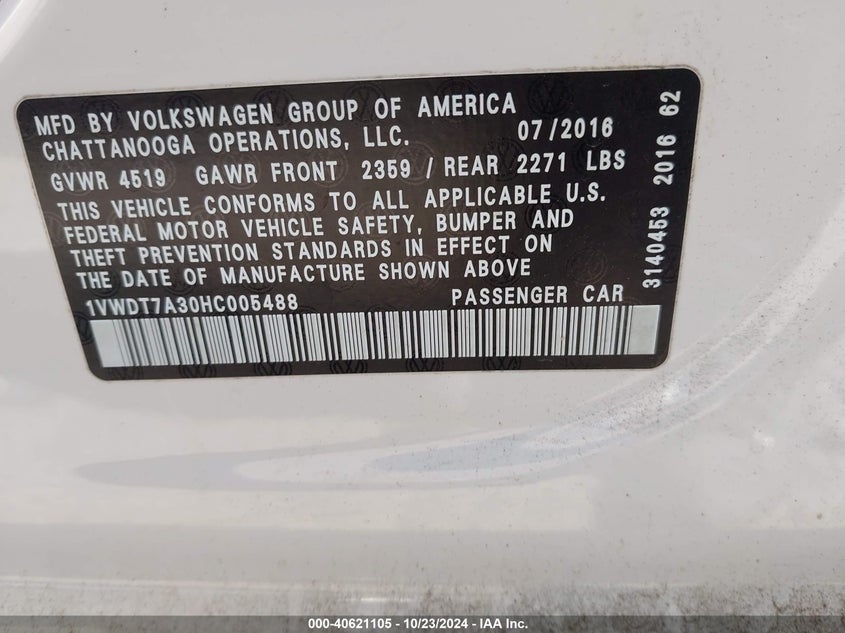 MFD BY VOLKSWAGEN GROUP OF AMERICA
CHATTANOOGA OPERATIONS, LLC. 07/2016
GVWR 4519 GAWR FRONT 2359 / REAR 2271 LBS
THIS VEHICLE CONFORMS TO ALL APPLICABLE U.S.
FEDERAL MOTOR VEHICLE SAFETY, BUMPER AND
THEFT PREVENTION STANDARDS IN EFFECT ON
THE DATE OF MANUFACTURE SHOWN ABOVE
1VWDT7A30HC005488 PASSENGER CAR
3140453 2016 62
000-40621105 - 10/23/2024 - IAA Inc.